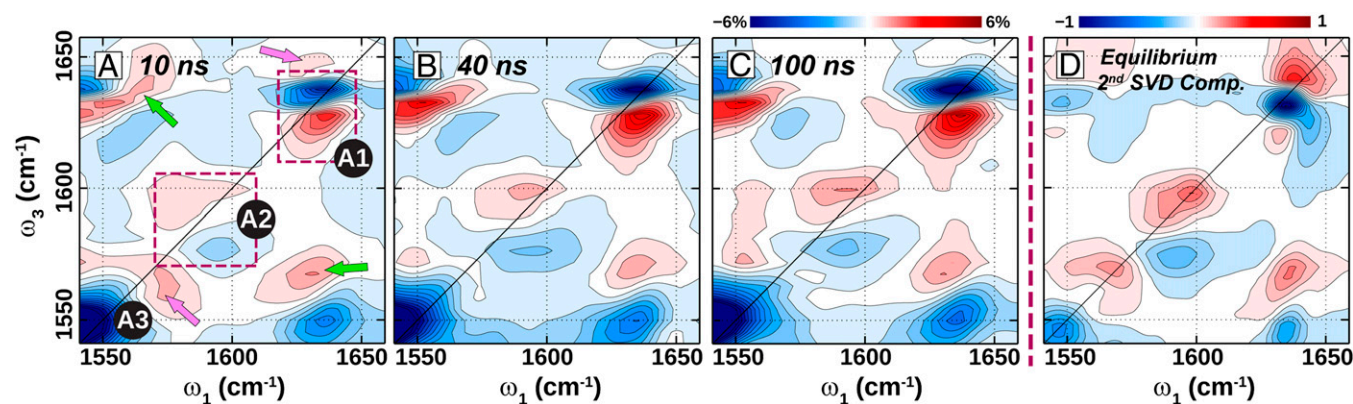 −6% 6% −1 1
A 10 ns B 40 ns C 100 ns D Equilibrium
2nd SVD Comp.
1650
1600
1550
ω3 (cm-1)
A1
A2
A3
1550 1600 1650 1550 1600 1650 1550 1600 1650 1550 1600 1650
ω1 (cm-1) ω1 (cm-1) ω1 (cm-1) ω1 (cm-1)